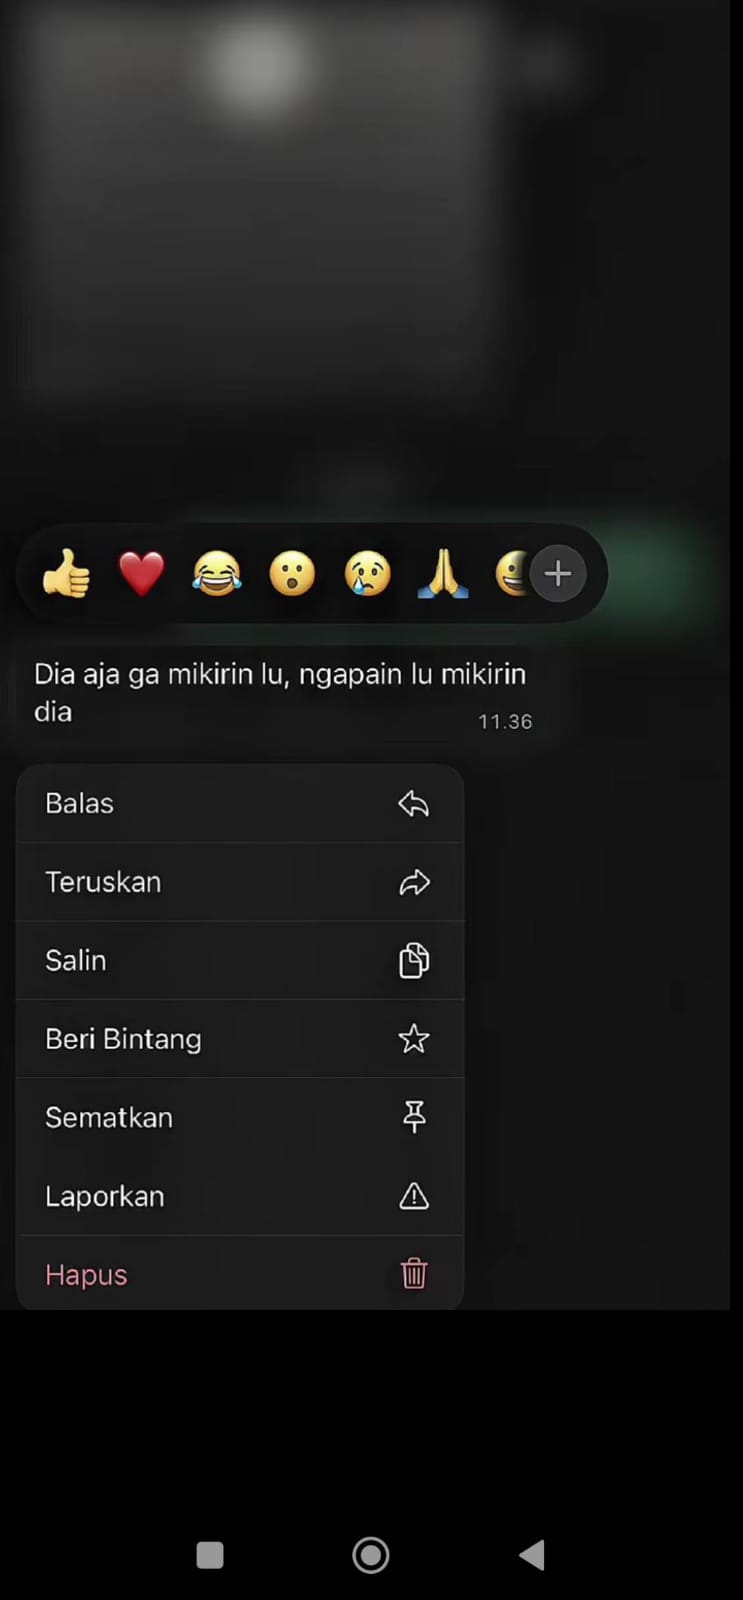 Dia aja ga mikirin lu, ngapain lu mikirin
dia
11.36
Balas
Teruskan
Salin
Beri Bintang
Sematkan
Laporkan
Hapus